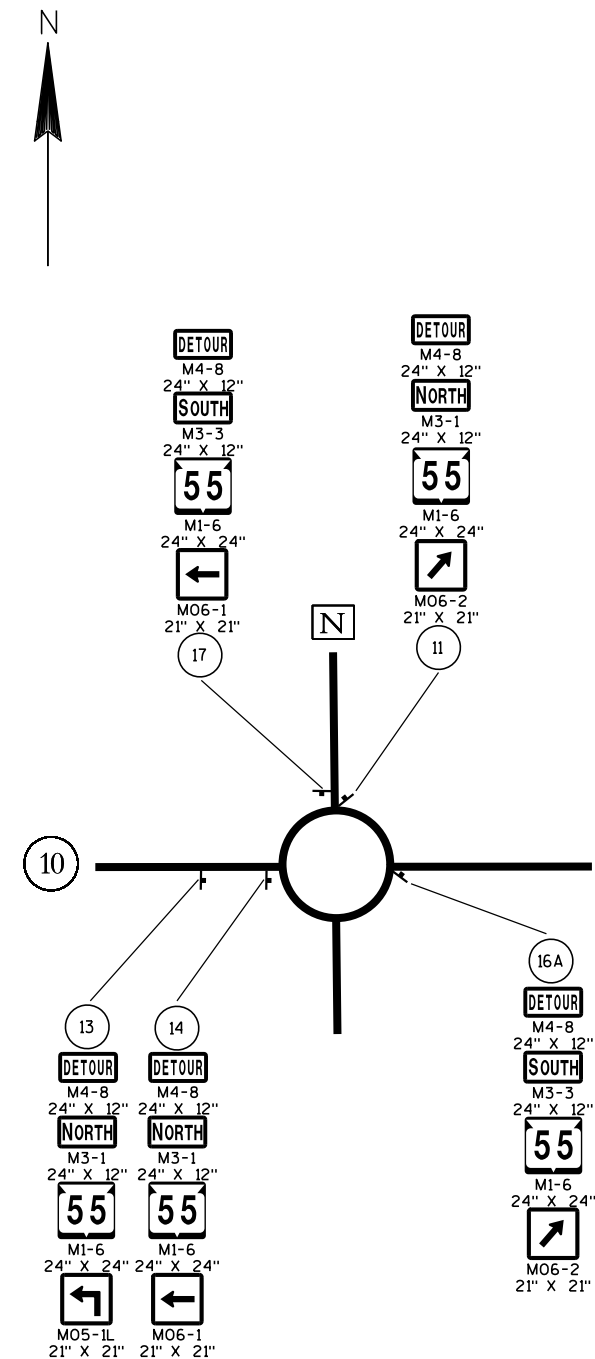 N
DETOUR
M4-8
24" X 12"
SOUTH
M3-3
24" X 12"
55
M1-6
24" X 24"
MO6-1
21" X 21"
17
DETOUR
M4-8
24" X 12"
NORTH
M3-1
24" X 12"
55
M1-6
24" X 24"
MO6-2
21" X 21"
11
N
10
13
DETOUR
M4-8
24" X 12"
NORTH
M3-1
24" X 12"
55
M1-6
24" X 24"
MO5-1L
21" X 21"
14
DETOUR
M4-8
24" X 12"
NORTH
M3-1
24" X 12"
55
M1-6
24" X 24"
MO6-1
21" X 21"
16A
DETOUR
M4-8
24" X 12"
SOUTH
M3-3
24" X 12"
55
M1-6
24" X 24"
MO6-2
21" X 21"